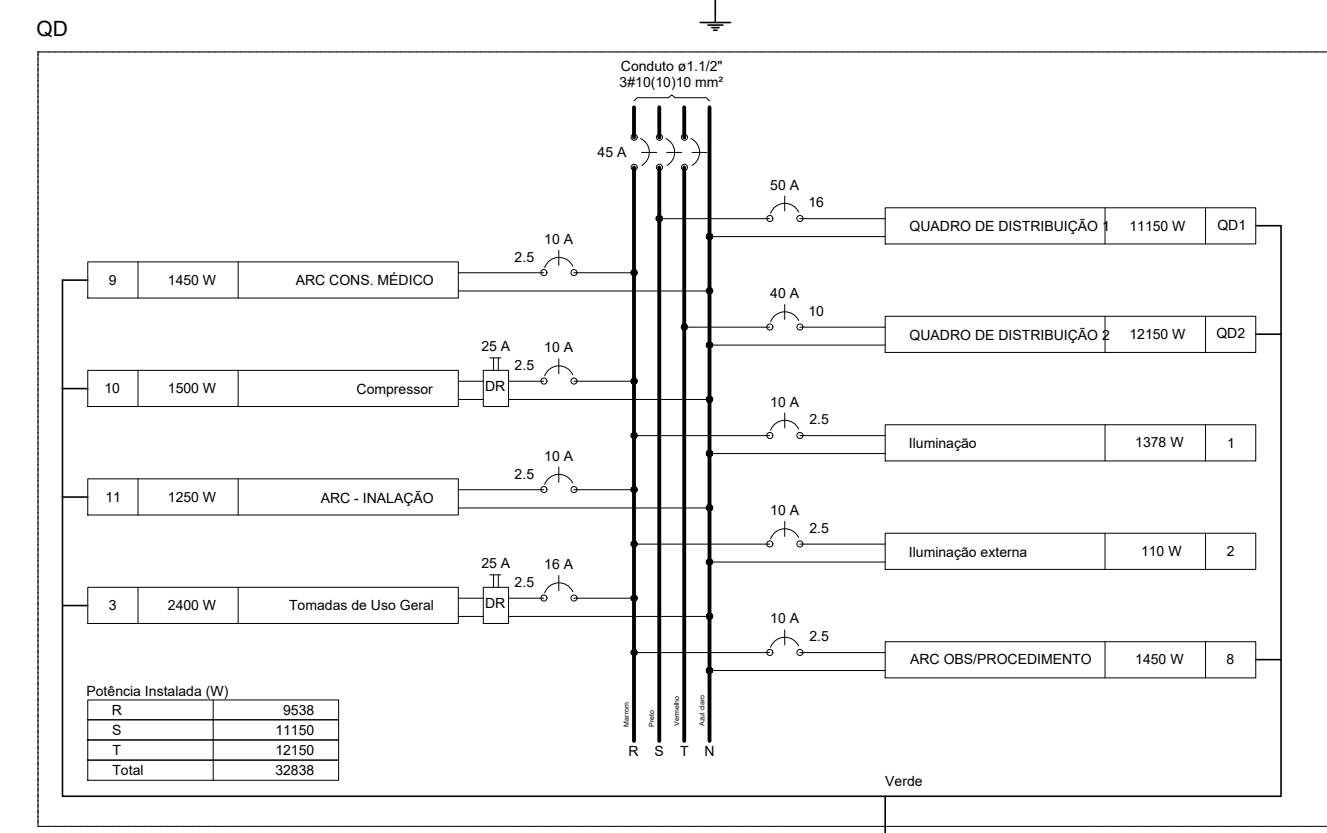 QD
Conduto ø1.1/2"
3#10(10)10 mm²
45 A
50 A
16
QUADRO DE DISTRIBUIÇÃO 1 11150 W QD1
10 A
2.5
9 1450 W ARC CONS. MÉDICO
40 A
10
QUADRO DE DISTRIBUIÇÃO 2 12150 W QD2
25 A 10 A
2.5
10 1500 W Compressor DR
10 A
2.5
Iluminação 1378 W 1
10 A
2.5
11 1250 W ARC - INALAÇÃO
10 A
2.5
Iluminação externa 110 W 2
25 A 16 A
2.5
3 2400 W Tomadas de Uso Geral DR
10 A
2.5
ARC OBS/PROCEDIMENTO 1450 W 8
Potência Instalada (W)
R 9538
S 11150
T 12150
Total 32838
Marrom
Preto
Vermelho
Azul claro
R S T N
Verde